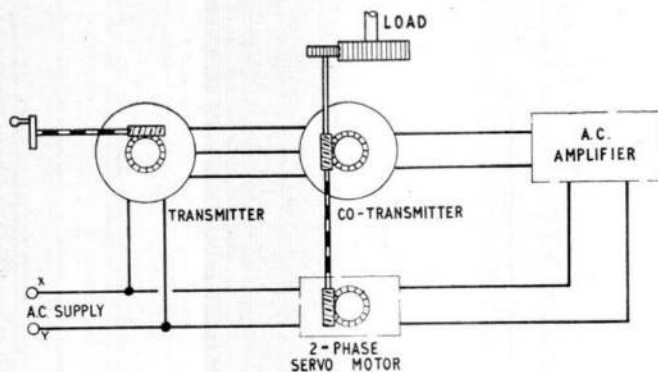 LOAD
A.C.
AMPLIFIER
TRANSMITTER
CO-TRANSMITTER
X
A.C. SUPPLY
Y
2-PHASE
SERVO MOTOR